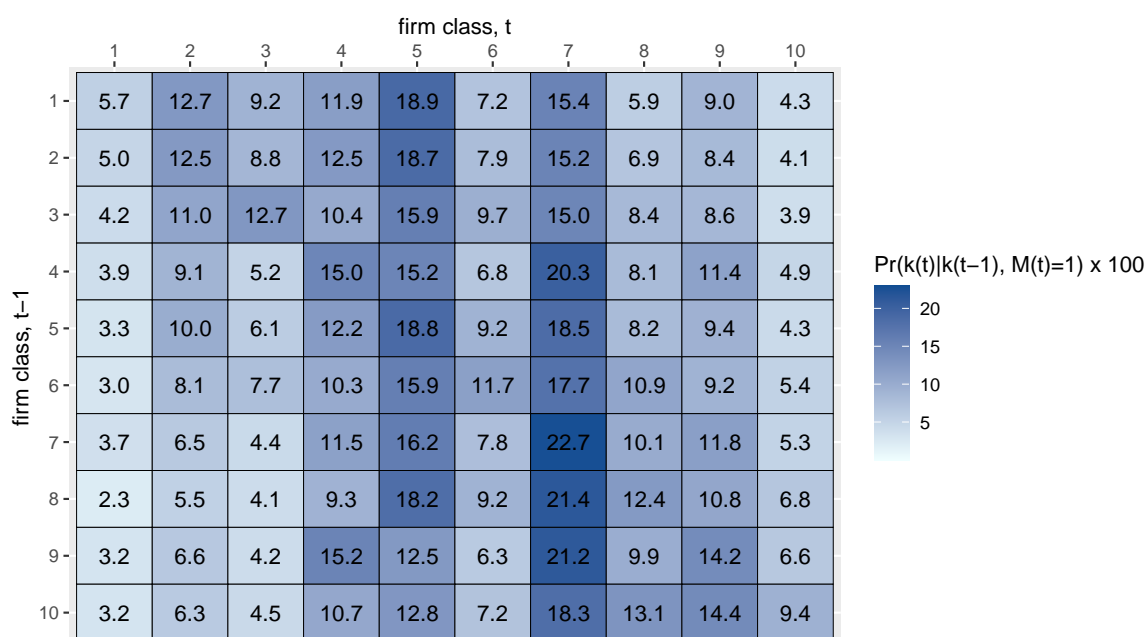 firm class, t
1 2 3 4 5 6 7 8 9 10
firm class, t−1
1 5.7 12.7 9.2 11.9 18.9 7.2 15.4 5.9 9.0 4.3
2 5.0 12.5 8.8 12.5 18.7 7.9 15.2 6.9 8.4 4.1
3 4.2 11.0 12.7 10.4 15.9 9.7 15.0 8.4 8.6 3.9
4 3.9 9.1 5.2 15.0 15.2 6.8 20.3 8.1 11.4 4.9
5 3.3 10.0 6.1 12.2 18.8 9.2 18.5 8.2 9.4 4.3
6 3.0 8.1 7.7 10.3 15.9 11.7 17.7 10.9 9.2 5.4
7 3.7 6.5 4.4 11.5 16.2 7.8 22.7 10.1 11.8 5.3
8 2.3 5.5 4.1 9.3 18.2 9.2 21.4 12.4 10.8 6.8
9 3.2 6.6 4.2 15.2 12.5 6.3 21.2 9.9 14.2 6.6
10 3.2 6.3 4.5 10.7 12.8 7.2 18.3 13.1 14.4 9.4
Pr(k(t)|k(t−1), M(t)=1) x 100
20
15
10
5